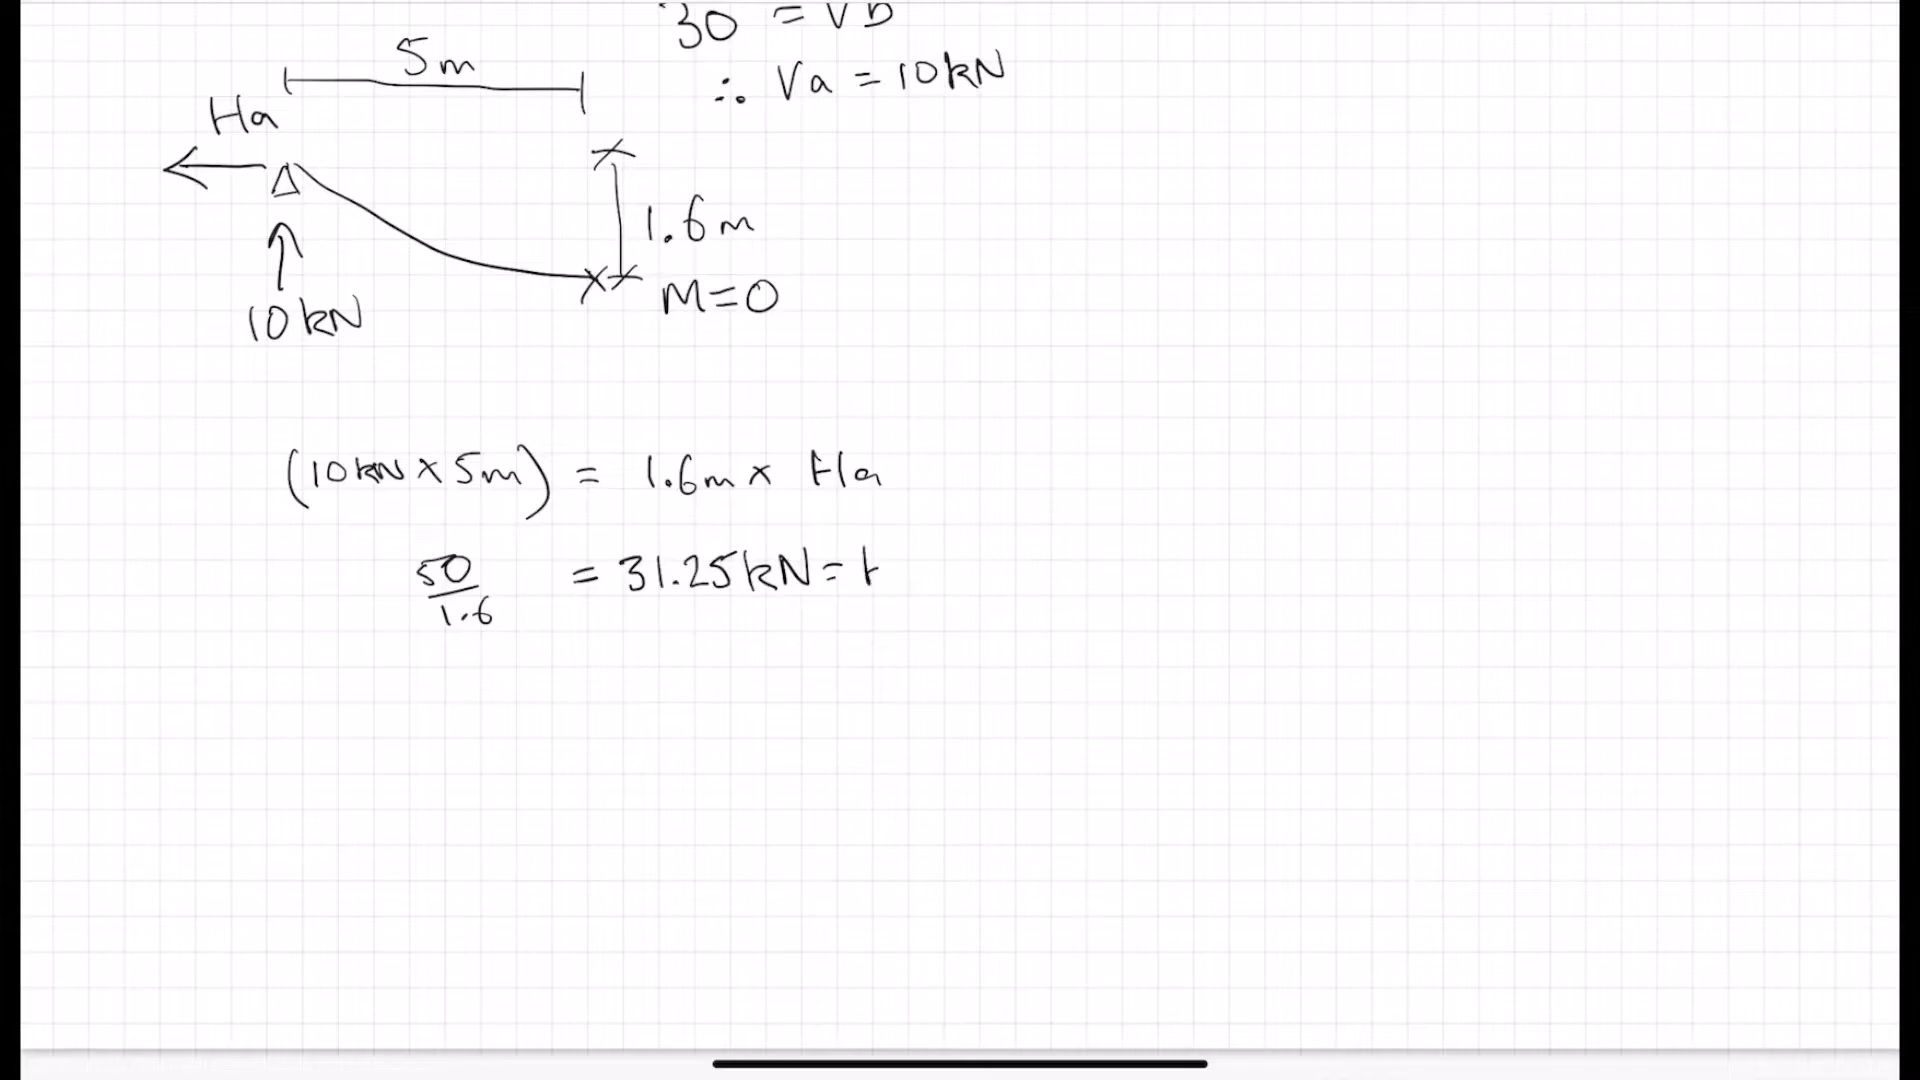 30 = VD
∴ Va = 10kN
5m
Ha
1.6m
M=0
10kN
(10kN × 5m) = 1.6m × Ha
50/1.6 = 31.25kN =